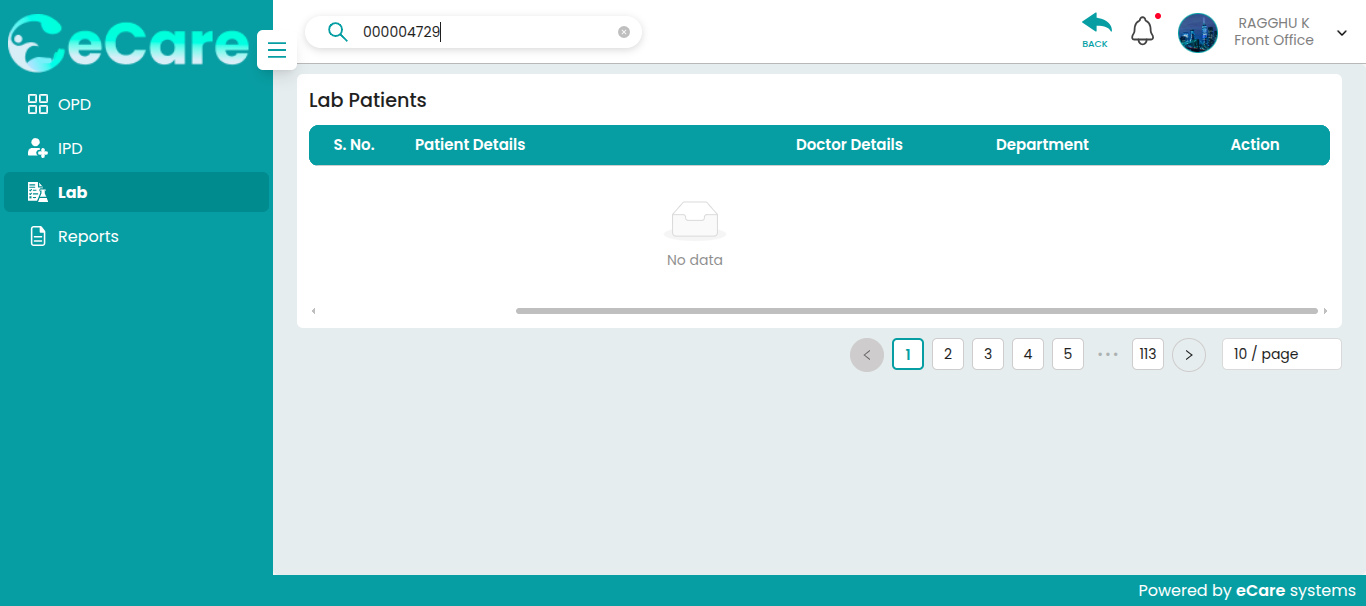 eCare
000004729
BACK
RAGGHU K
Front Office
OPD
IPD
Lab
Reports
Lab Patients
S. No. Patient Details Doctor Details Department Action
No data
1 2 3 4 5 ••• 113 10 / page
Powered by eCare systems